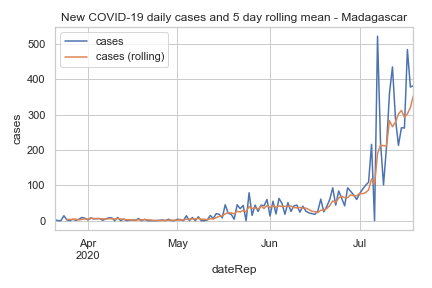 New COVID-19 daily cases and 5 day rolling mean - Madagascar
cases
cases (rolling)
500
400
300
200
100
0
cases
Apr
2020
May
Jun
Jul
dateRep